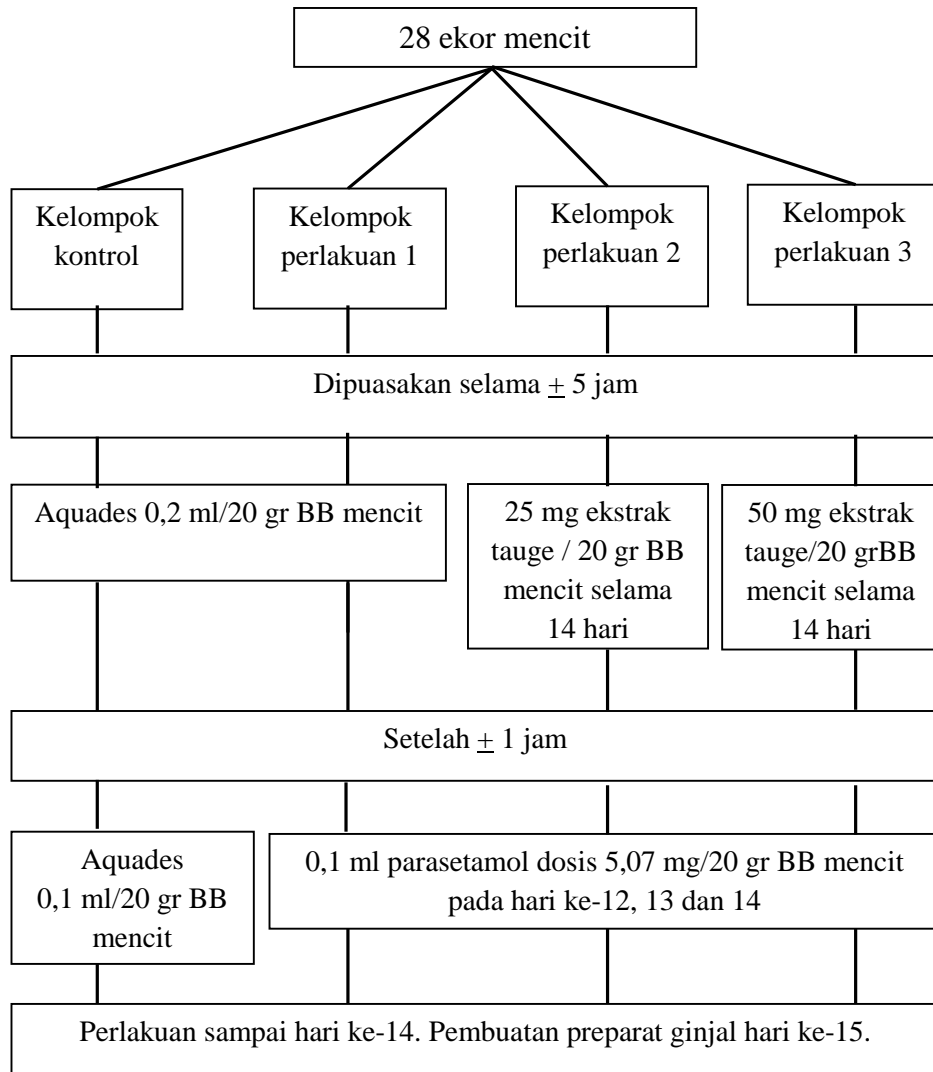 28 ekor mencit
Kelompok
kontrol
Kelompok
perlakuan 1
Kelompok
perlakuan 2
Kelompok
perlakuan 3
Dipuasakan selama + 5 jam
Aquades 0,2 ml/20 gr BB mencit
25 mg ekstrak
tauge / 20 gr BB
mencit selama
14 hari
50 mg ekstrak
tauge/20 grBB
mencit selama
14 hari
Setelah + 1 jam
Aquades
0,1 ml/20 gr BB
mencit
0,1 ml parasetamol dosis 5,07 mg/20 gr BB mencit
pada hari ke-12, 13 dan 14
Perlakuan sampai hari ke-14. Pembuatan preparat ginjal hari ke-15.